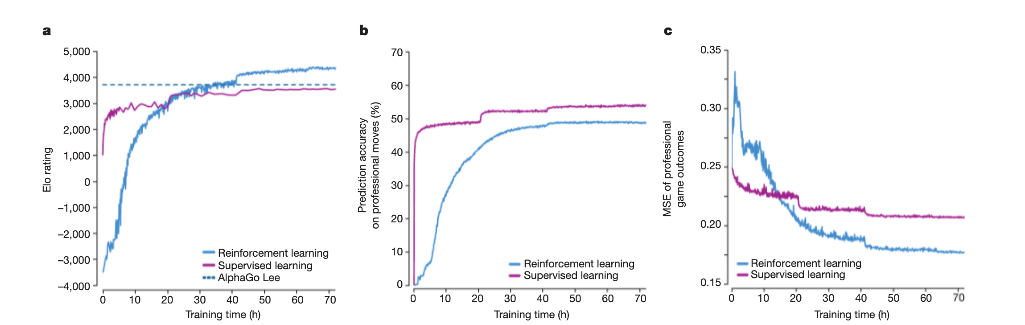 a
5,000
4,000
3,000
2,000
1,000
0
–1,000
–2,000
–3,000
–4,000
Elo rating
Reinforcement learning
Supervised learning
AlphaGo Lee
0 10 20 30 40 50 60 70
Training time (h)
b
70
60
50
40
30
20
10
0
Prediction accuracy
on professional moves (%)
Reinforcement learning
Supervised learning
0 10 20 30 40 50 60 70
Training time (h)
c
0.35
0.30
0.25
0.20
0.15
MSE of professional
game outcomes
Reinforcement learning
Supervised learning
0 10 20 30 40 50 60 70
Training time (h)